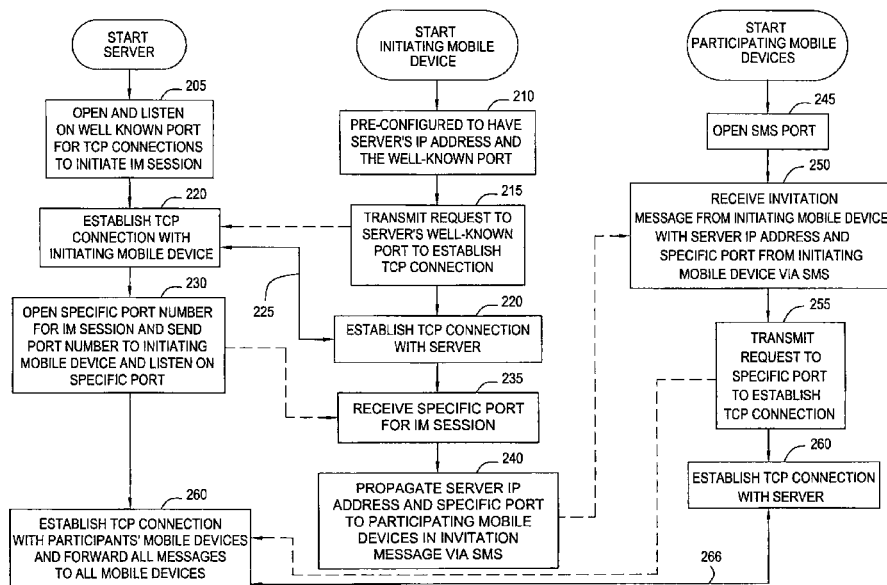 START
SERVER
205
OPEN AND LISTEN
ON WELL KNOWN PORT
FOR TCP CONNECTIONS
TO INITIATE IM SESSION
220
ESTABLISH TCP
CONNECTION WITH
INITIATING MOBILE
DEVICE
225
230
OPEN SPECIFIC PORT NUMBER
FOR IM SESSION AND SEND
PORT NUMBER TO INITIATING
MOBILE DEVICE AND LISTEN ON
SPECIFIC PORT
260
ESTABLISH TCP CONNECTION
WITH PARTICIPANTS' MOBILE DEVICES
AND FORWARD ALL MESSAGES
TO ALL MOBILE DEVICES
START
INITIATING MOBILE
DEVICE
210
PRE-CONFIGURED TO HAVE
SERVER'S IP ADDRESS AND
THE WELL-KNOWN PORT
215
TRANSMIT REQUEST TO
SERVER'S WELL-KNOWN
PORT TO ESTABLISH
TCP CONNECTION
220
ESTABLISH TCP CONNECTION
WITH SERVER
235
RECEIVE SPECIFIC PORT
FOR IM SESSION
240
PROPAGATE SERVER IP
ADDRESS AND SPECIFIC PORT
TO PARTICIPATING MOBILE
DEVICES IN INVITATION
MESSAGE VIA SMS
START
PARTICIPATING MOBILE
DEVICES
245
OPEN SMS PORT
250
RECEIVE INVITATION
MESSAGE FROM INITIATING MOBILE DEVICE
WITH SERVER IP ADDRESS AND
SPECIFIC PORT FROM INITIATING
MOBILE DEVICE VIA SMS
255
TRANSMIT
REQUEST TO
SPECIFIC PORT
TO ESTABLISH
TCP CONNECTION
260
ESTABLISH TCP CONNECTION
WITH SERVER
266